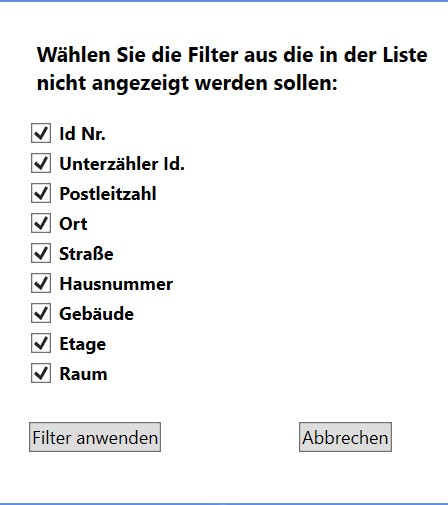 Wählen Sie die Filter aus die in der Liste
nicht angezeigt werden sollen:
Id Nr.
Unterzähler Id.
Postleitzahl
Ort
Straße
Hausnummer
Gebäude
Etage
Raum
Filter anwenden
Abbrechen